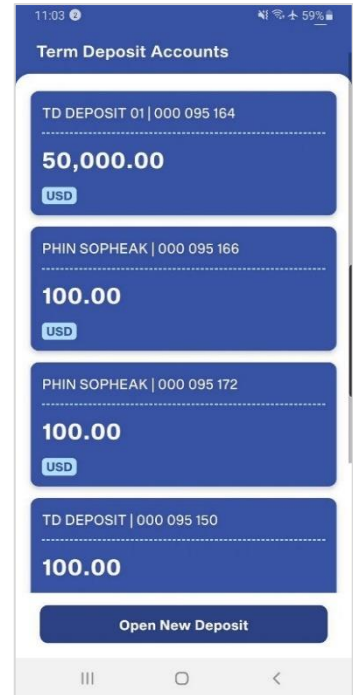 11:03 2 59%
Term Deposit Accounts
TD DEPOSIT 01 | 000 095 164
50,000.00
USD
PHIN SOPHEAK | 000 095 166
100.00
USD
PHIN SOPHEAK | 000 095 172
100.00
USD
TD DEPOSIT | 000 095 150
100.00
Open New Deposit